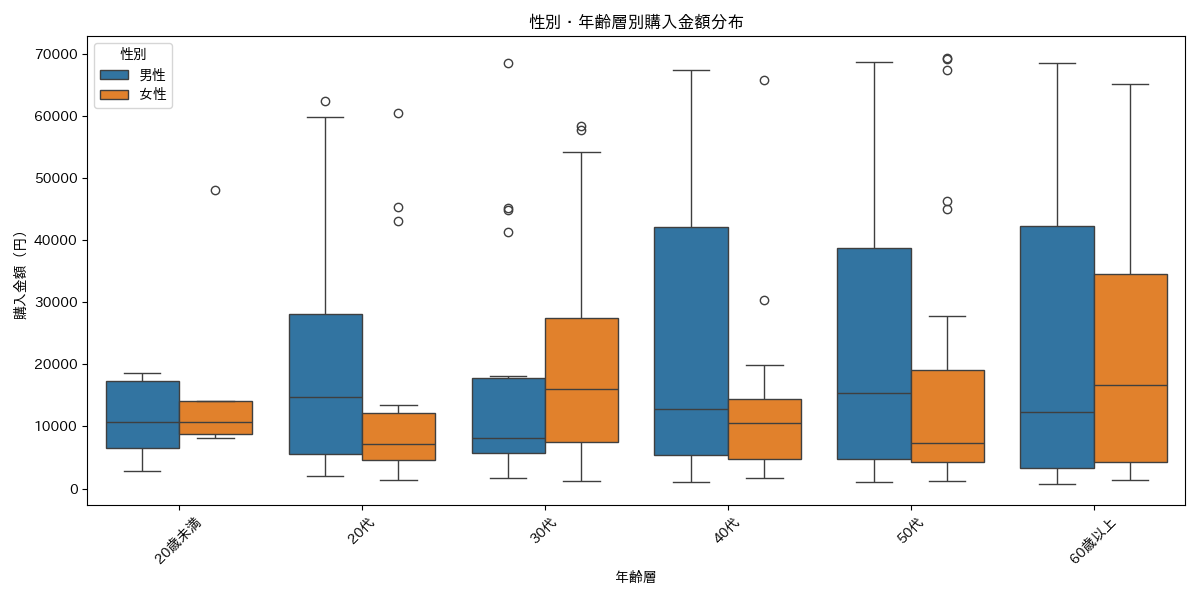 性別・年齢層別購入金額分布
性別
男性
女性
購入金額（円）
70000
60000
50000
40000
30000
20000
10000
0
20歳未満
20代
30代
40代
50代
60歳以上
年齢層